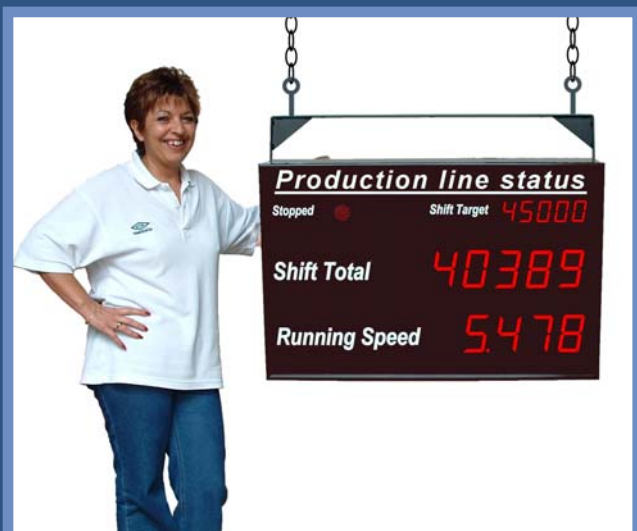 Production line status
Stopped Shift Target 45000
Shift Total 40389
Running Speed 5.478